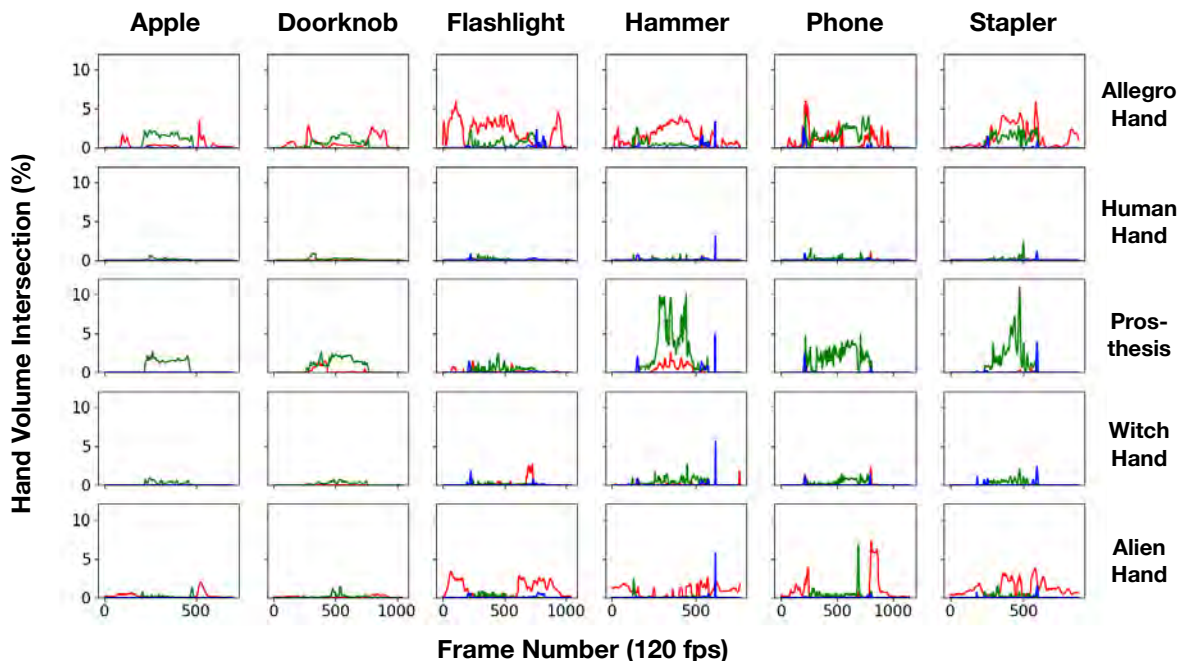 Apple Doorknob Flashlight Hammer Phone Stapler
Hand Volume Intersection (%)
10
5
0
Allegro
Hand
10
5
0
Human
Hand
10
5
0
Pros-
thesis
10
5
0
Witch
Hand
10
5
0
Alien
Hand
0 500 0 500 1000 0 500 1000 0 500 0 500 1000 0 500
Frame Number (120 fps)